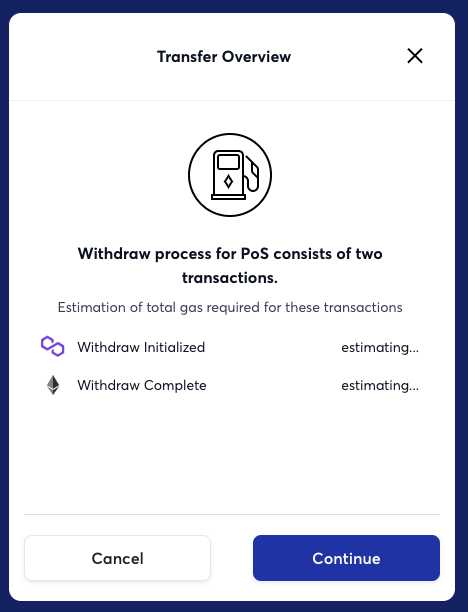 Transfer Overview
Withdraw process for PoS consists of two
transactions.
Estimation of total gas required for these transactions
Withdraw Initialized estimating...
Withdraw Complete estimating...
Cancel Continue